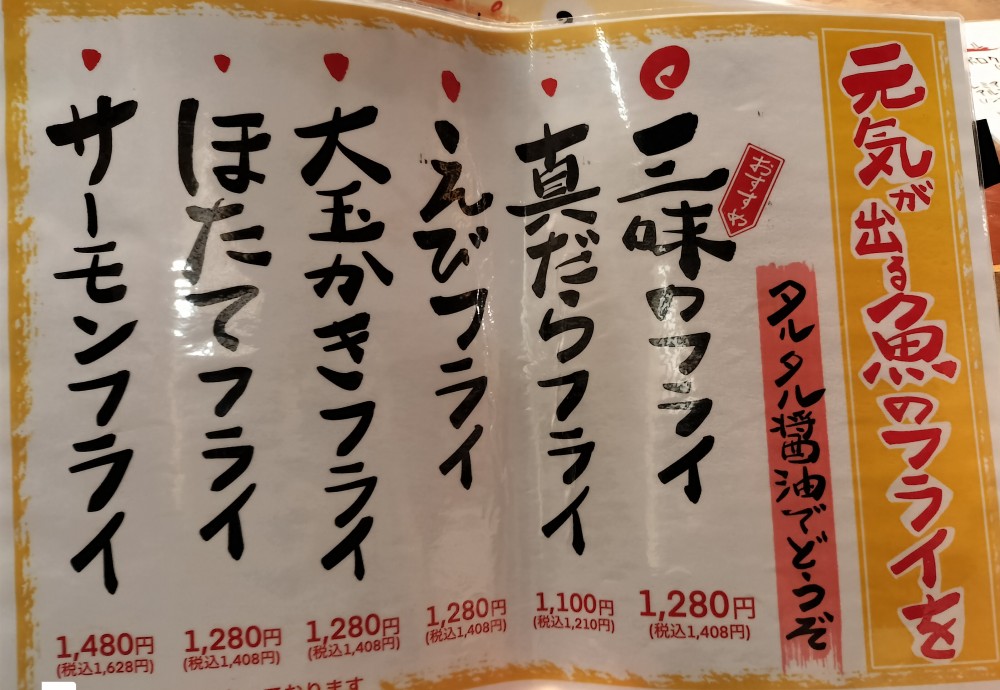 元気が出る魚のフライを
タルタル醤油でどうぞ
おすすめ
三味のフライ
1,280円
(税込1,408円)
真だらフライ
1,100円
(税込1,210円)
えびフライ
1,280円
(税込1,408円)
大玉かきフライ
1,280円
(税込1,408円)
ほたてフライ
1,280円
(税込1,408円)
サーモンフライ
1,480円
(税込1,628円)
おります